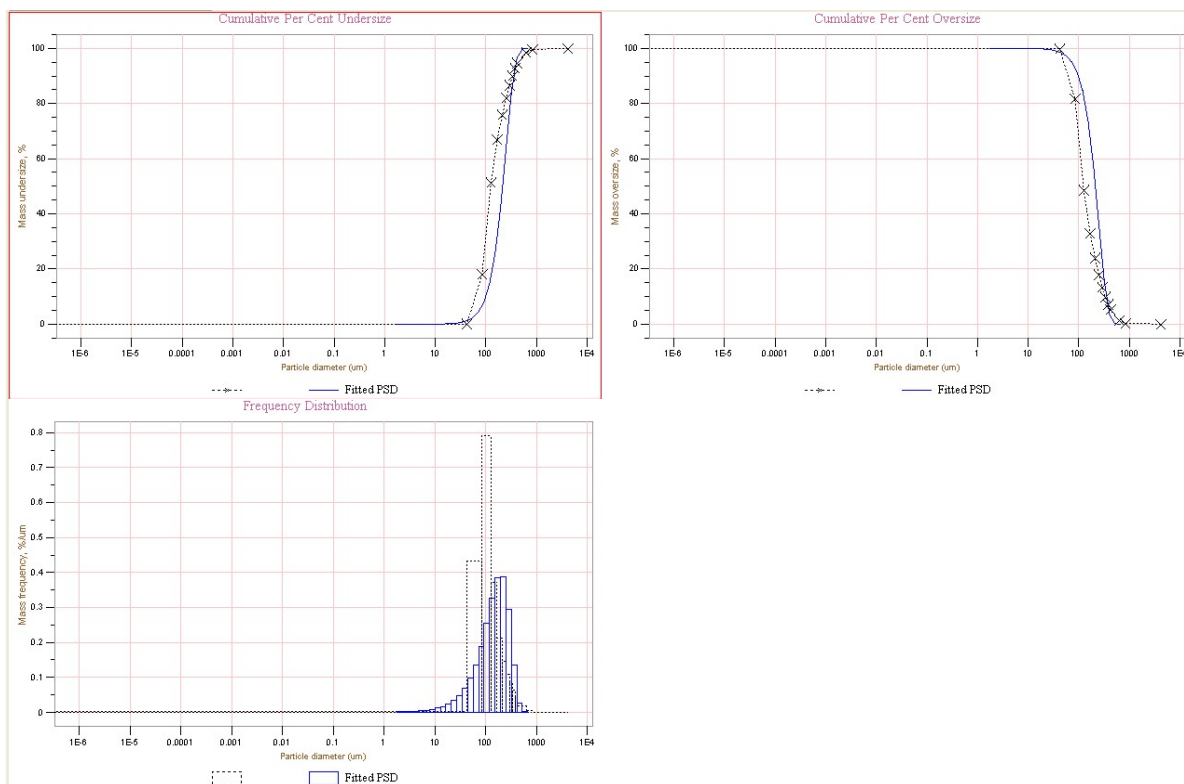 Cumulative Per Cent Undersize
Mass undersize, %
100
80
60
40
20
0
1E-6 1E-5 0.0001 0.001 0.01 0.1 1 10 100 1000 1E4
Particle diameter (um)
Fitted PSD
Cumulative Per Cent Oversize
Mass oversize, %
100
80
60
40
20
0
1E-6 1E-5 0.0001 0.001 0.01 0.1 1 10 100 1000 1E4
Particle diameter (um)
Fitted PSD
Frequency Distribution
Mass frequency, %/um
0.8
0.7
0.6
0.5
0.4
0.3
0.2
0.1
0
1E-6 1E-5 0.0001 0.001 0.01 0.1 1 10 100 1000 1E4
Particle diameter (um)
Fitted PSD